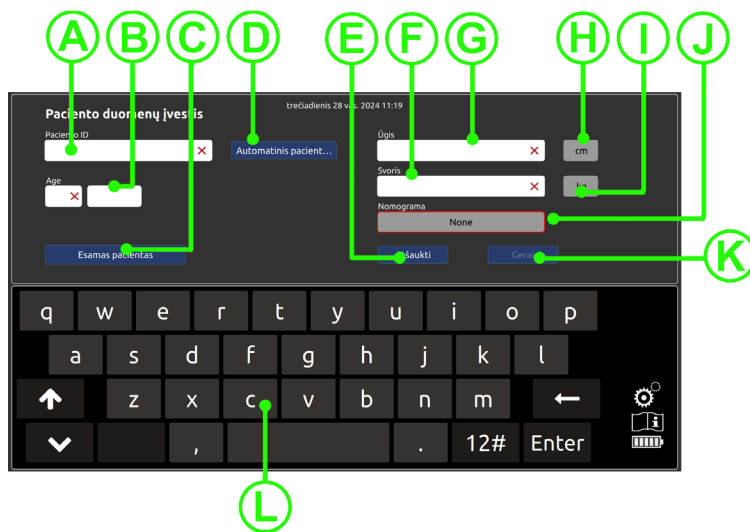 A B C D E F G H I J
trečiadienis 28 vas. 2024 11:19
Paciento duomenų įvestis
Paciento ID
Automatinis pacient...
Ūgis
cm
Age
Svoris
kg
Nomograma
None
Esamas pacientas
Gerai
K
q w e r t y u i o p
a s d f g h j k l
z x c v b n m
, . 12# Enter
L